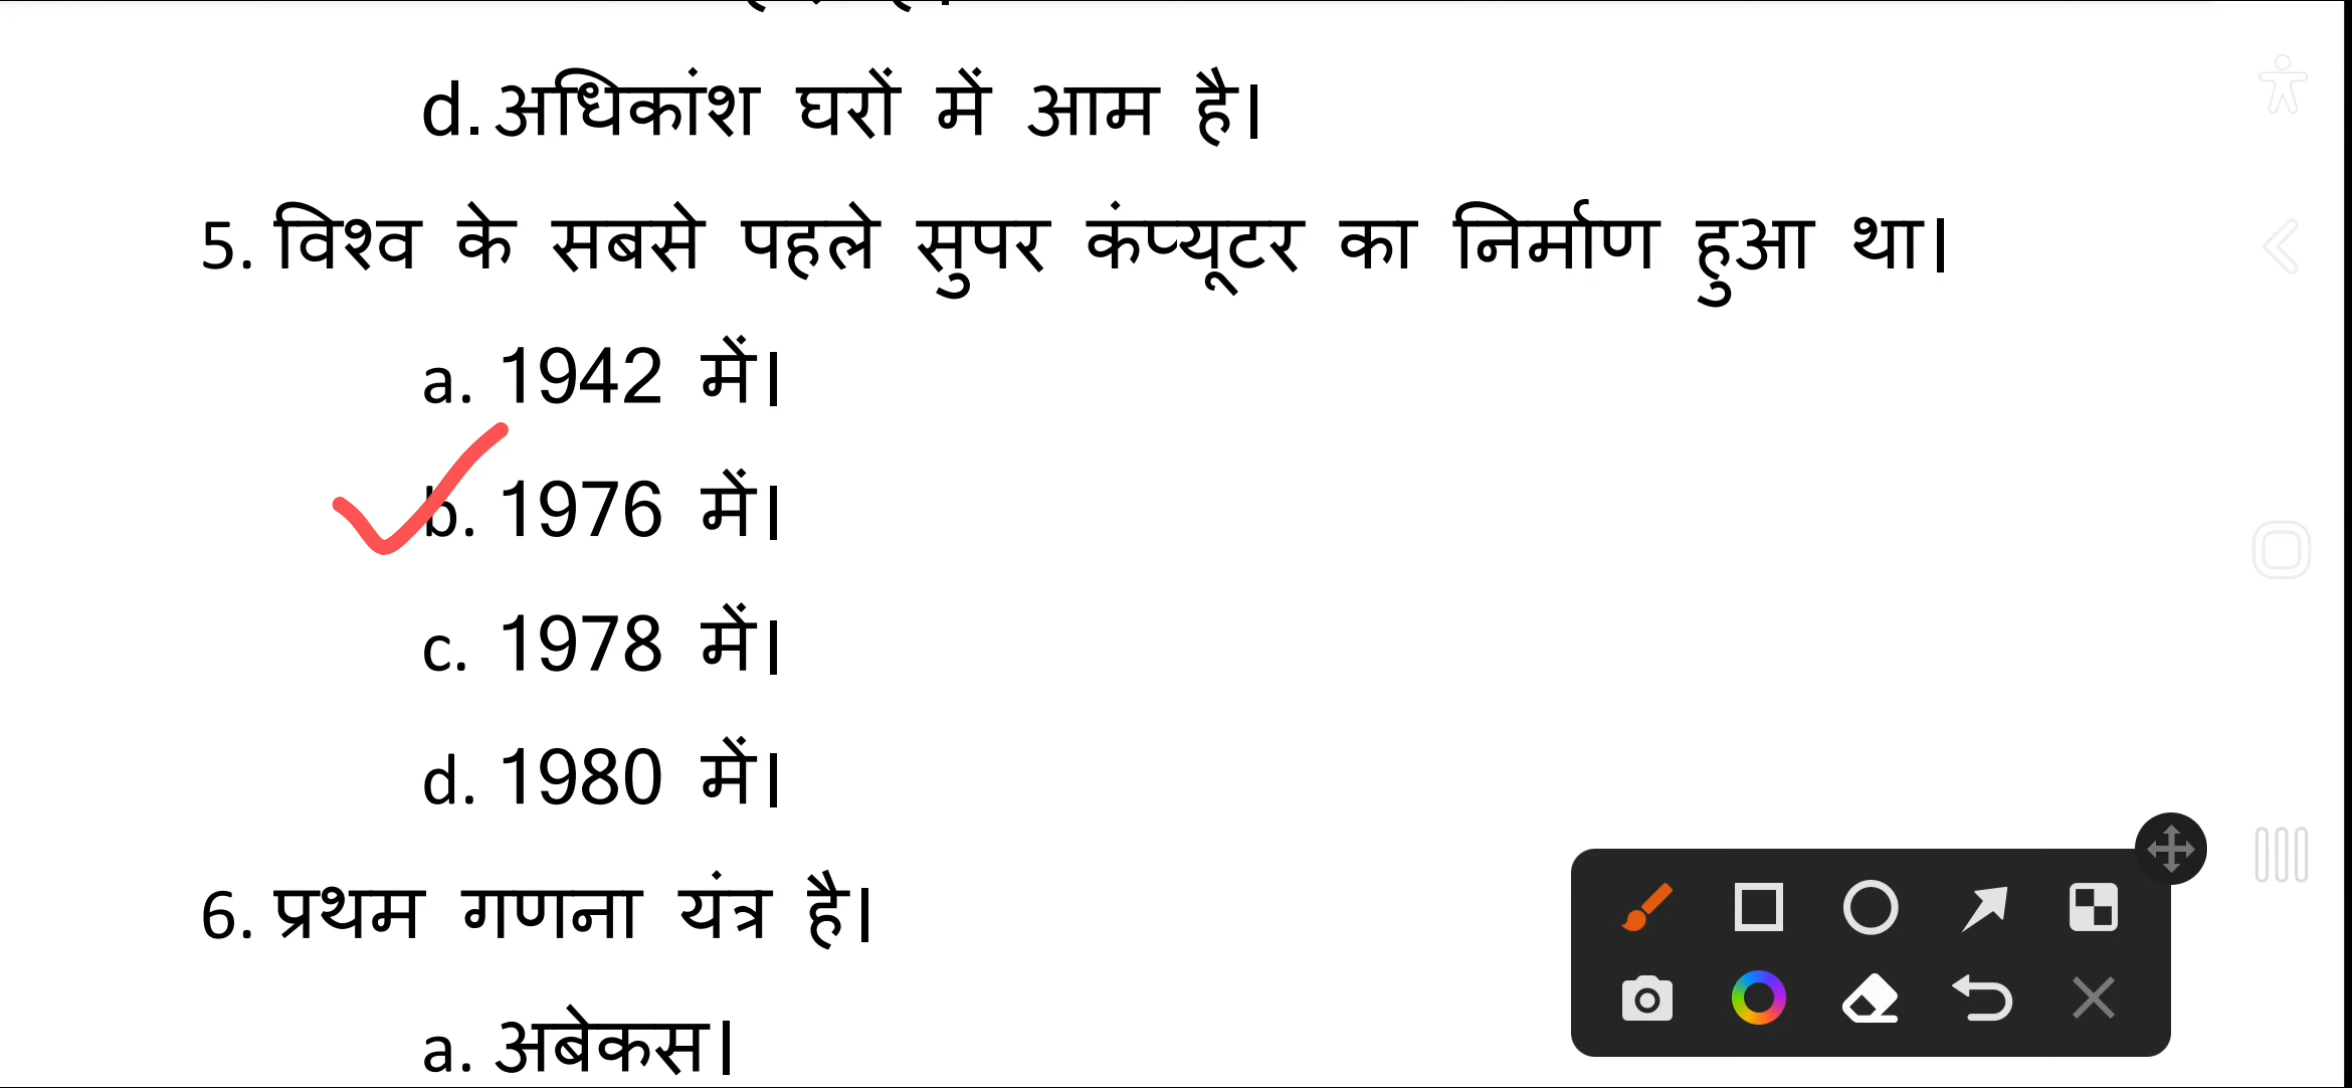 d. अधिकांश घरों में आम है।
5. विश्व के सबसे पहले सुपर कंप्यूटर का निर्माण हुआ था।
a. 1942 में।
b. 1976 में।
c. 1978 में।
d. 1980 में।
6. प्रथम गणना यंत्र है।
a. अबेकस।